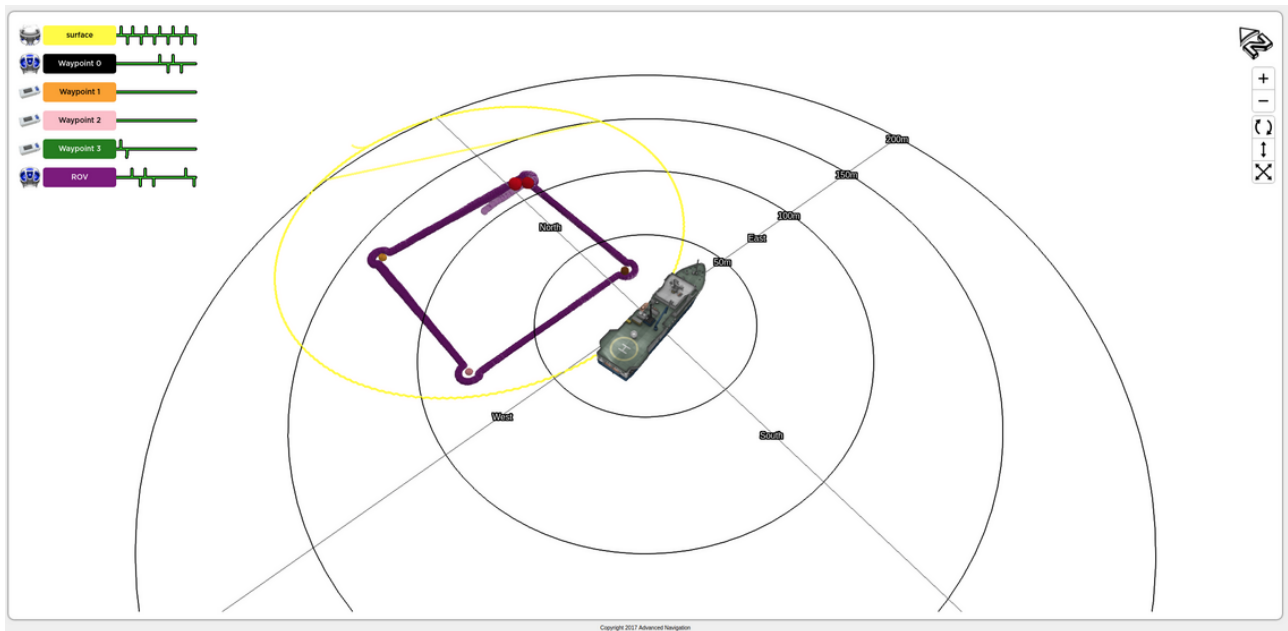 surface
Waypoint 0
Waypoint 1
Waypoint 2
Waypoint 3
ROV
200m
150m
100m
East
50m
North
West
South
H
N
+
−
Copyright 2017 Advanced Navigation